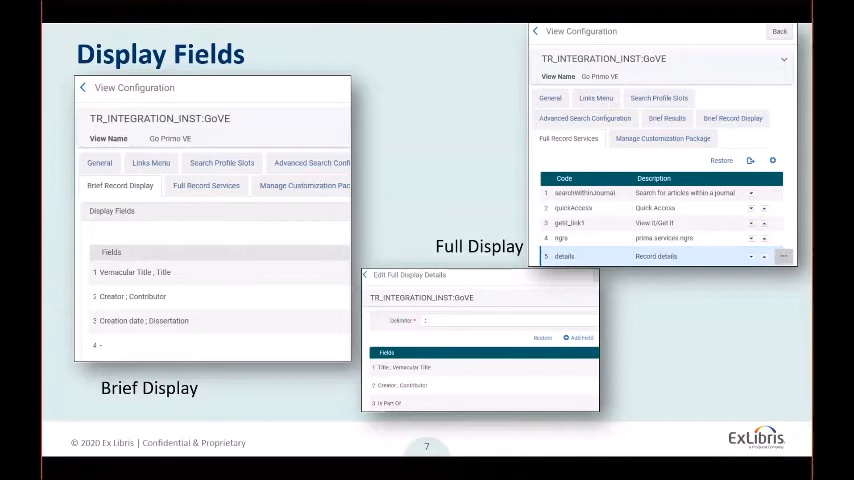 Display Fields
View Configuration
TR_INTEGRATION_INST:GoVE
View Name Go Primo VE
General Links Menu Search Profile Slots Advanced Search Confi
Brief Record Display Full Record Services Manage Customization Pac
Display Fields
Fields
1 Vernacular Title ; Title
2 Creator ; Contributor
3 Creation date ; Dissertation
4 -
Brief Display
Full Display
View Configuration Back
TR_INTEGRATION_INST:GoVE
View Name Go Primo VE
General Links Menu Search Profile Slots
Advanced Search Configuration Brief Results Brief Record Display
Full Record Services Manage Customization Package
Restore
Code Description
1 searchWithinJournal Search for articles within a journal
2 quickAccess Quick Access
3 getit_link1 View It/Get It
4 ngrs prima.services.ngrs
5 details Record details ...
Edit Full Display Details
TR_INTEGRATION_INST:GoVE
Delimiter * ;
Restore Add Field
Fields
1 Title ; Vernacular Title
2 Creator ; Contributor
3 Is Part Of
© 2020 Ex Libris | Confidential & Proprietary
7
ExLibris
a ProQuest Company